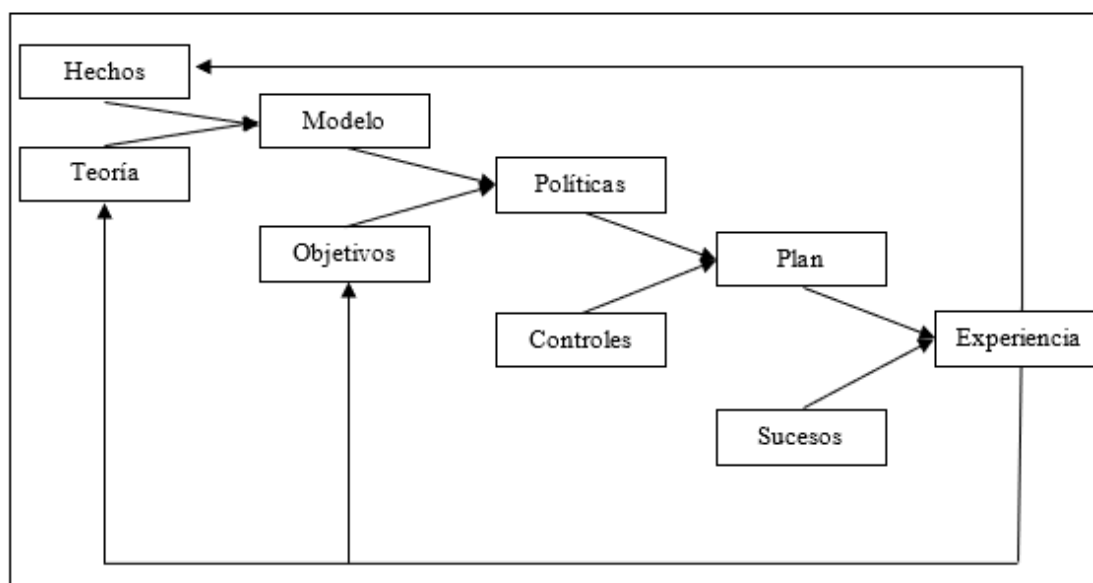 Hechos
Modelo
Teoría
Políticas
Objetivos
Plan
Controles
Experiencia
Sucesos